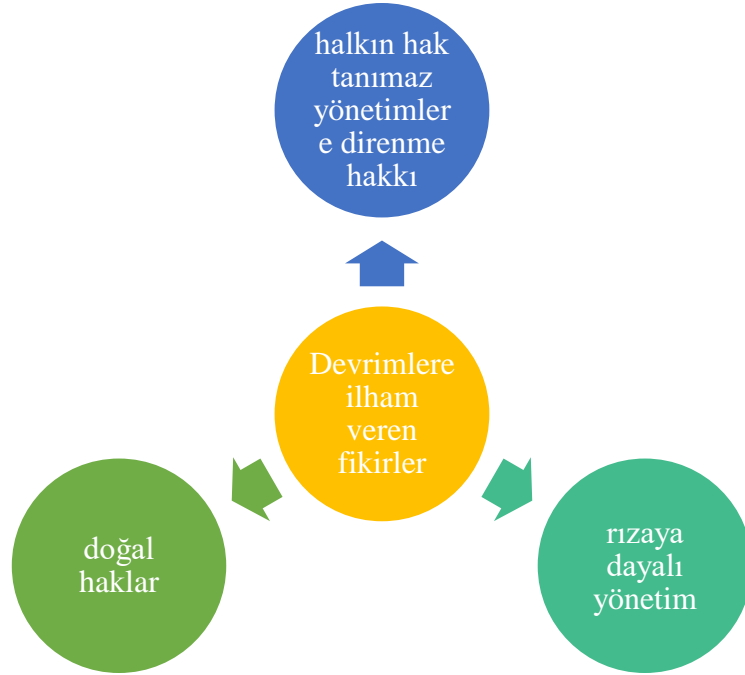 halkın hak
tanımaz
yönetimler
e direnme
hakkı
Devrimlere
ilham
veren
fikirler
doğal
haklar
rızaya
dayalı
yönetim